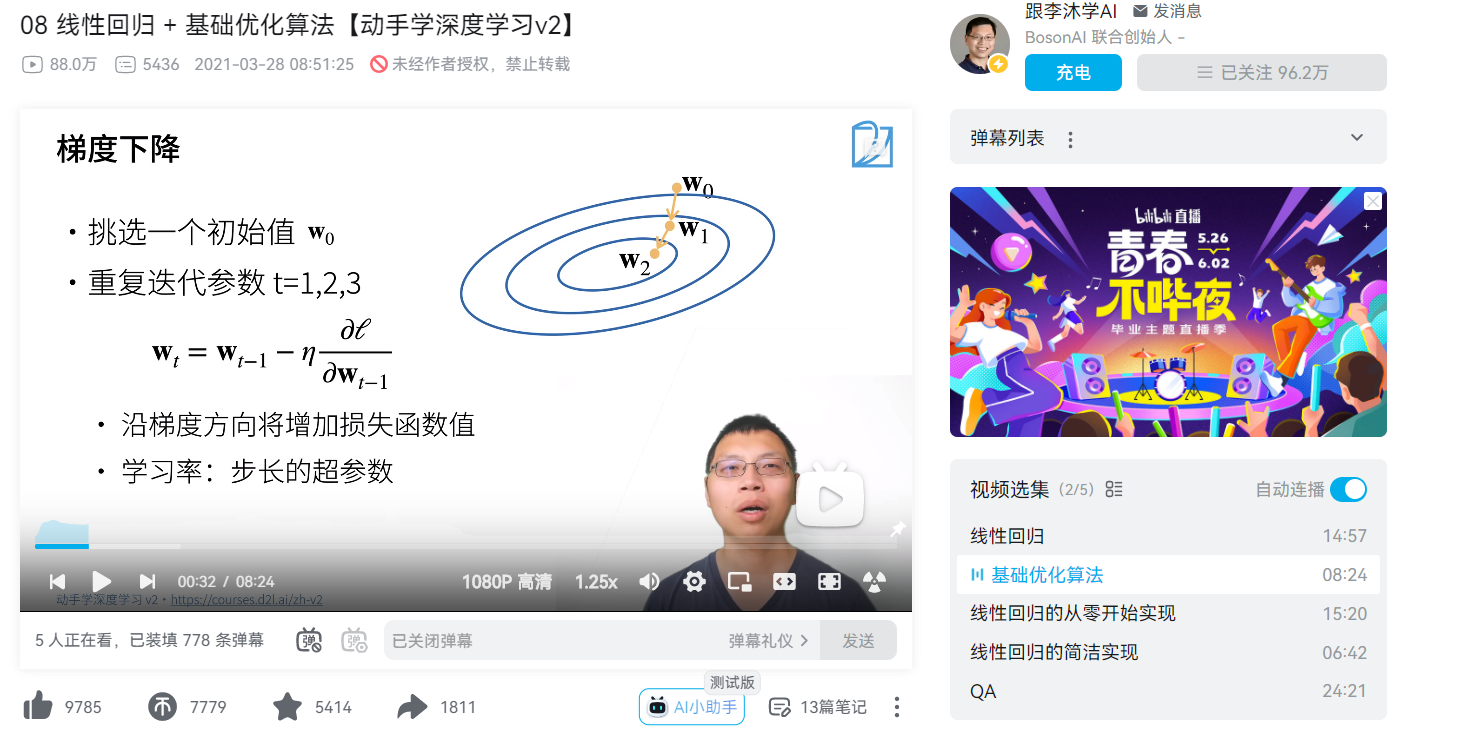 08 线性回归 + 基础优化算法【动手学深度学习v2】
88.0万 5436 2021-03-28 08:51:25 未经作者授权，禁止转载
梯度下降
• 挑选一个初始值 w₀
• 重复迭代参数 t=1,2,3
wₜ = wₜ₋₁ − η ∂ℓ/∂wₜ₋₁
• 沿梯度方向将增加损失函数值
• 学习率：步长的超参数
w₀
w₁
w₂
00:32 / 08:24
1080P 高清 1.25x
动手学深度学习 v2 • https://courses.d2l.ai/zh-v2
5 人正在看，已装填 778 条弹幕
弹 弹
已关闭弹幕 弹幕礼仪 发送
9785 7779 5414 1811
测试版
AI小助手 13篇笔记
跟李沐学AI 发消息
BosonAI 联合创始人 –
充电 已关注 96.2万
弹幕列表
bilibili 直播
青春 5.26
6.02
不哗夜
毕业主题直播季
视频选集 (2/5) 自动连播
线性回归 14:57
基础优化算法 08:24
线性回归的从零开始实现 15:20
线性回归的简洁实现 06:42
QA 24:21